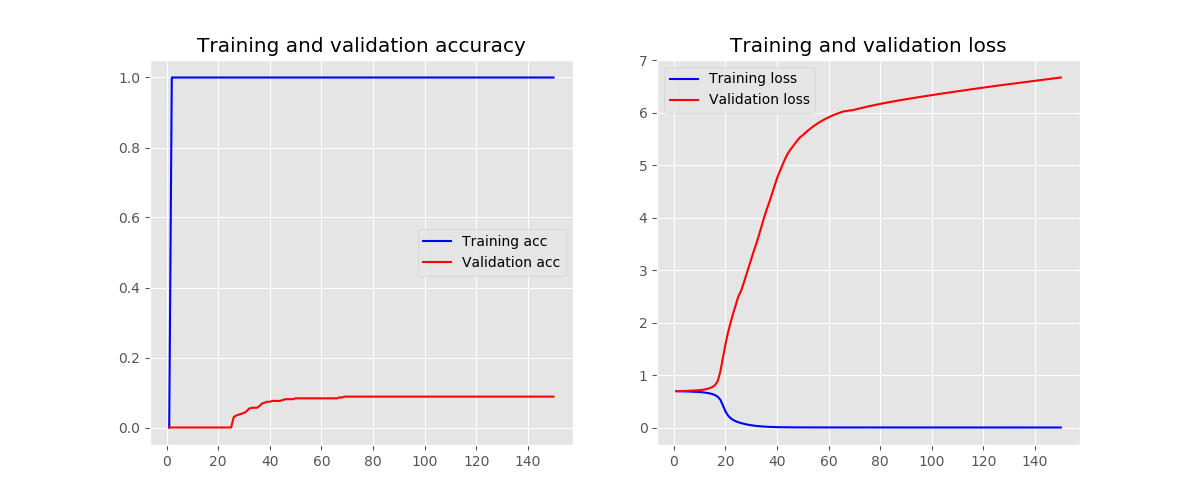 Training and validation accuracy
1.0
0.8
0.6
0.4
0.2
0.0
Training acc
Validation acc
0 20 40 60 80 100 120 140
Training and validation loss
7
6
5
4
3
2
1
0
Training loss
Validation loss
0 20 40 60 80 100 120 140